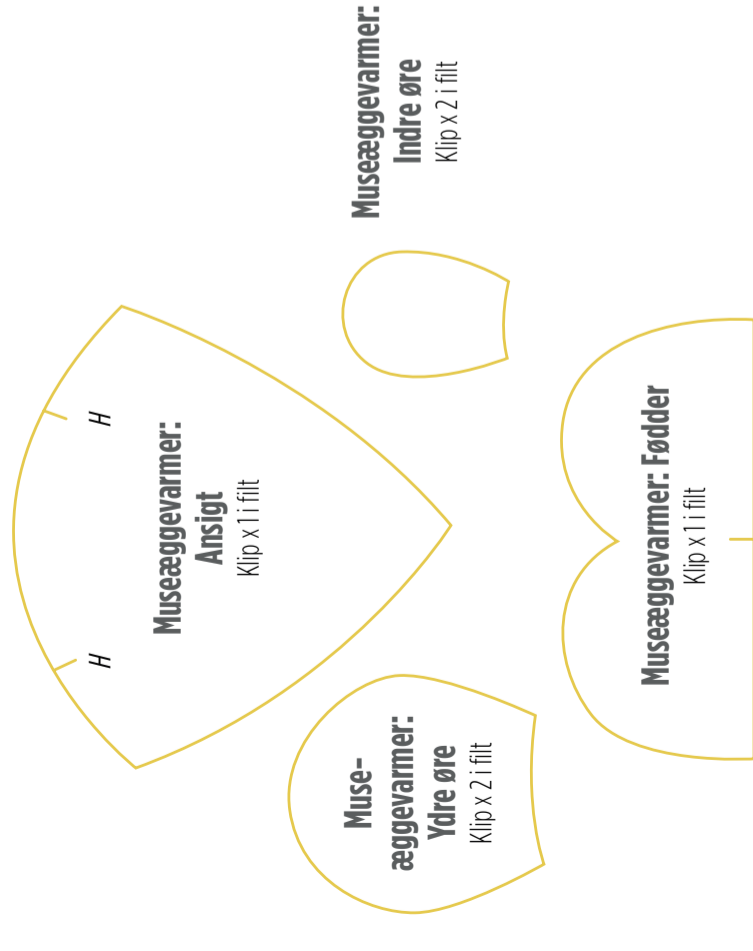 Museæggevarmer:
Indre øre
Klip x 2 i filt
H
H
Museæggevarmer:
Ansigt
Klip x 1 i filt
Muse-
æggevarmer:
Ydre øre
Klip x 2 i filt
Museæggevarmer: Fødder
Klip x 1 i filt